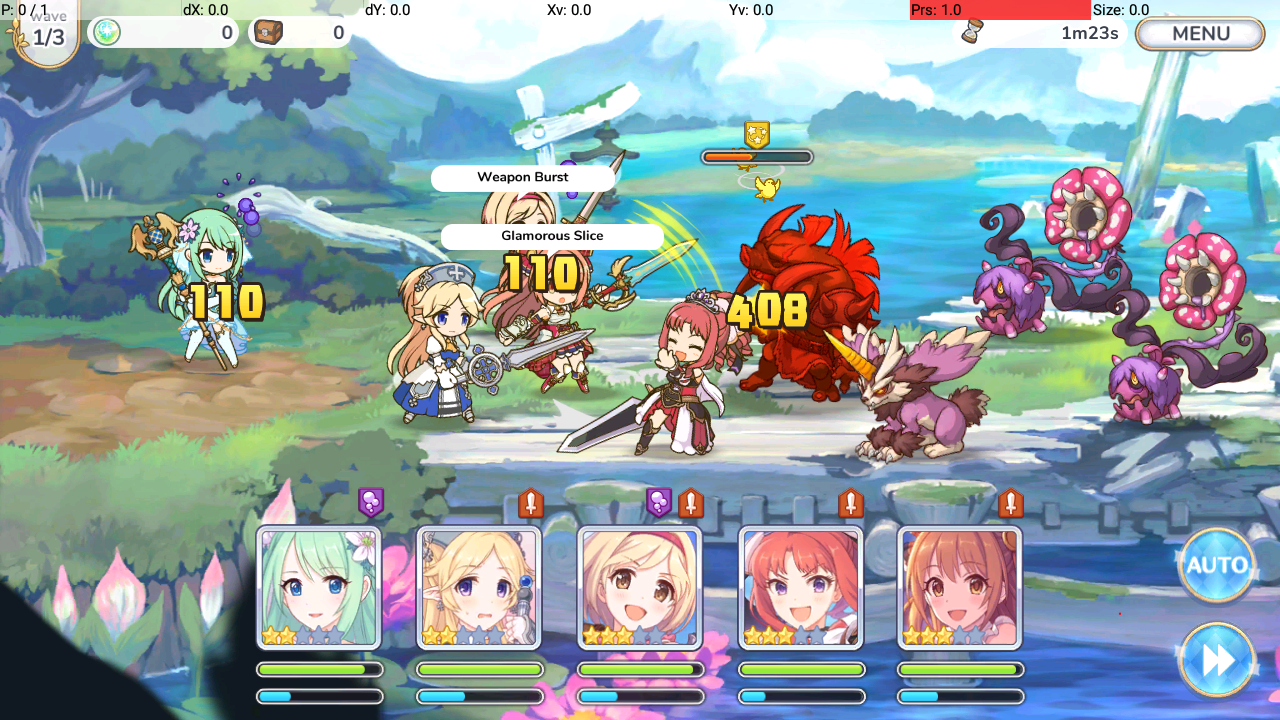 P: 0 / 1 dX: 0.0 dY: 0.0 Xv: 0.0 Yv: 0.0 Prs: 1.0 Size: 0.0
wave
1/3 0 0 1m23s MENU
Weapon Burst
Glamorous Slice
110
110
408
AUTO